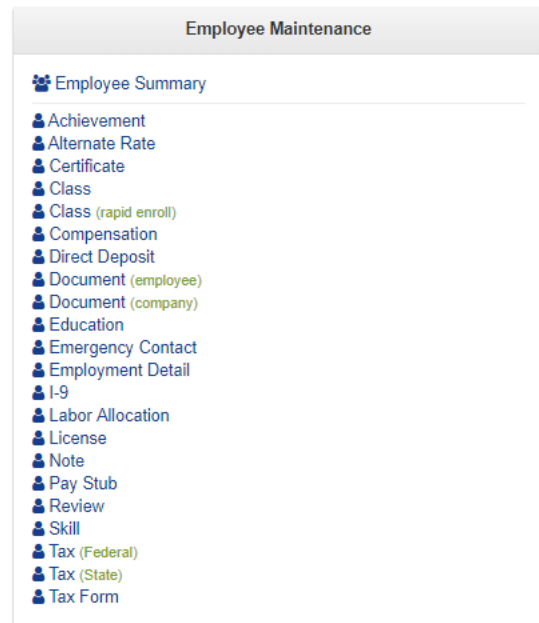 Employee Maintenance
Employee Summary
Achievement
Alternate Rate
Certificate
Class
Class (rapid enroll)
Compensation
Direct Deposit
Document (employee)
Document (company)
Education
Emergency Contact
Employment Detail
I-9
Labor Allocation
License
Note
Pay Stub
Review
Skill
Tax (Federal)
Tax (State)
Tax Form